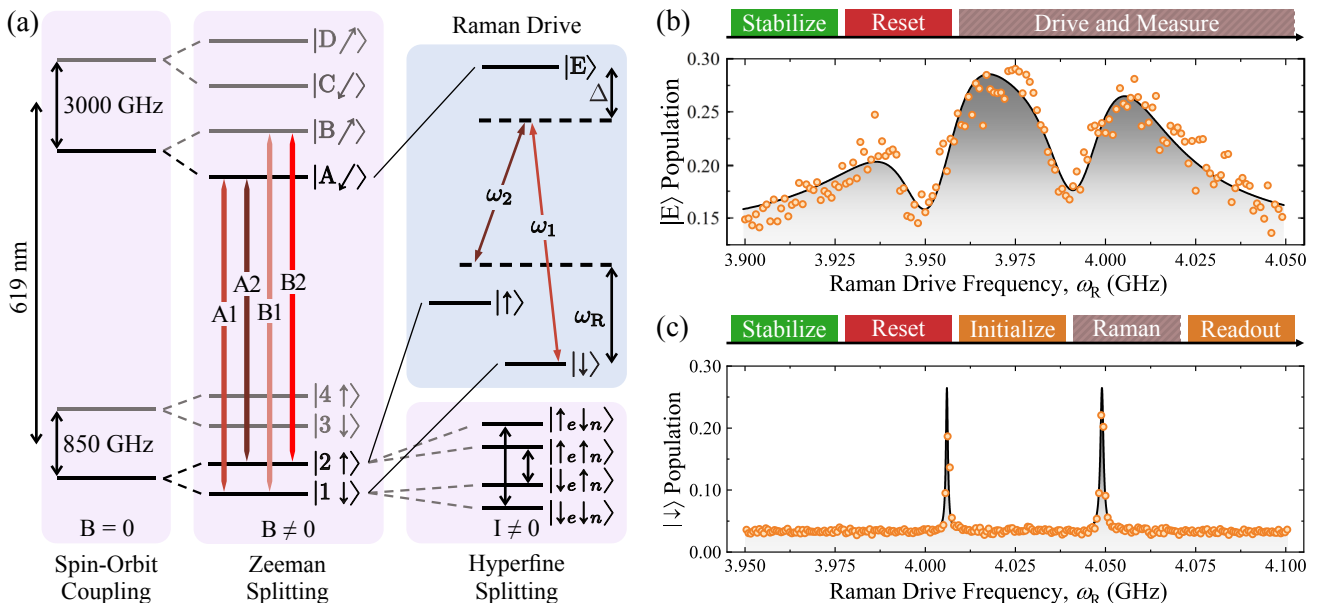 (a)
Raman Drive
3000 GHz
619 nm
850 GHz
B = 0
Spin-Orbit
Coupling
|D↗⟩
|C↙⟩
|B↗⟩
|A↙⟩
A1
A2
B1
B2
|4 ↑⟩
|3 ↓⟩
|2 ↑⟩
|1 ↓⟩
B ≠ 0
Zeeman
Splitting
|E⟩
Δ
ω₂
ω₁
ω_R
|↑⟩
|↓⟩
|↑ₑ↓ₙ⟩
|↑ₑ↑ₙ⟩
|↓ₑ↑ₙ⟩
|↓ₑ↓ₙ⟩
I ≠ 0
Hyperfine
Splitting
(b)
Stabilize Reset Drive and Measure
|E⟩ Population
0.30
0.25
0.20
0.15
3.900 3.925 3.950 3.975 4.000 4.025 4.050
Raman Drive Frequency, ω_R (GHz)
(c)
Stabilize Reset Initialize Raman Readout
|↓⟩ Population
0.30
0.20
0.10
0.00
3.950 3.975 4.000 4.025 4.050 4.075 4.100
Raman Drive Frequency, ω_R (GHz)